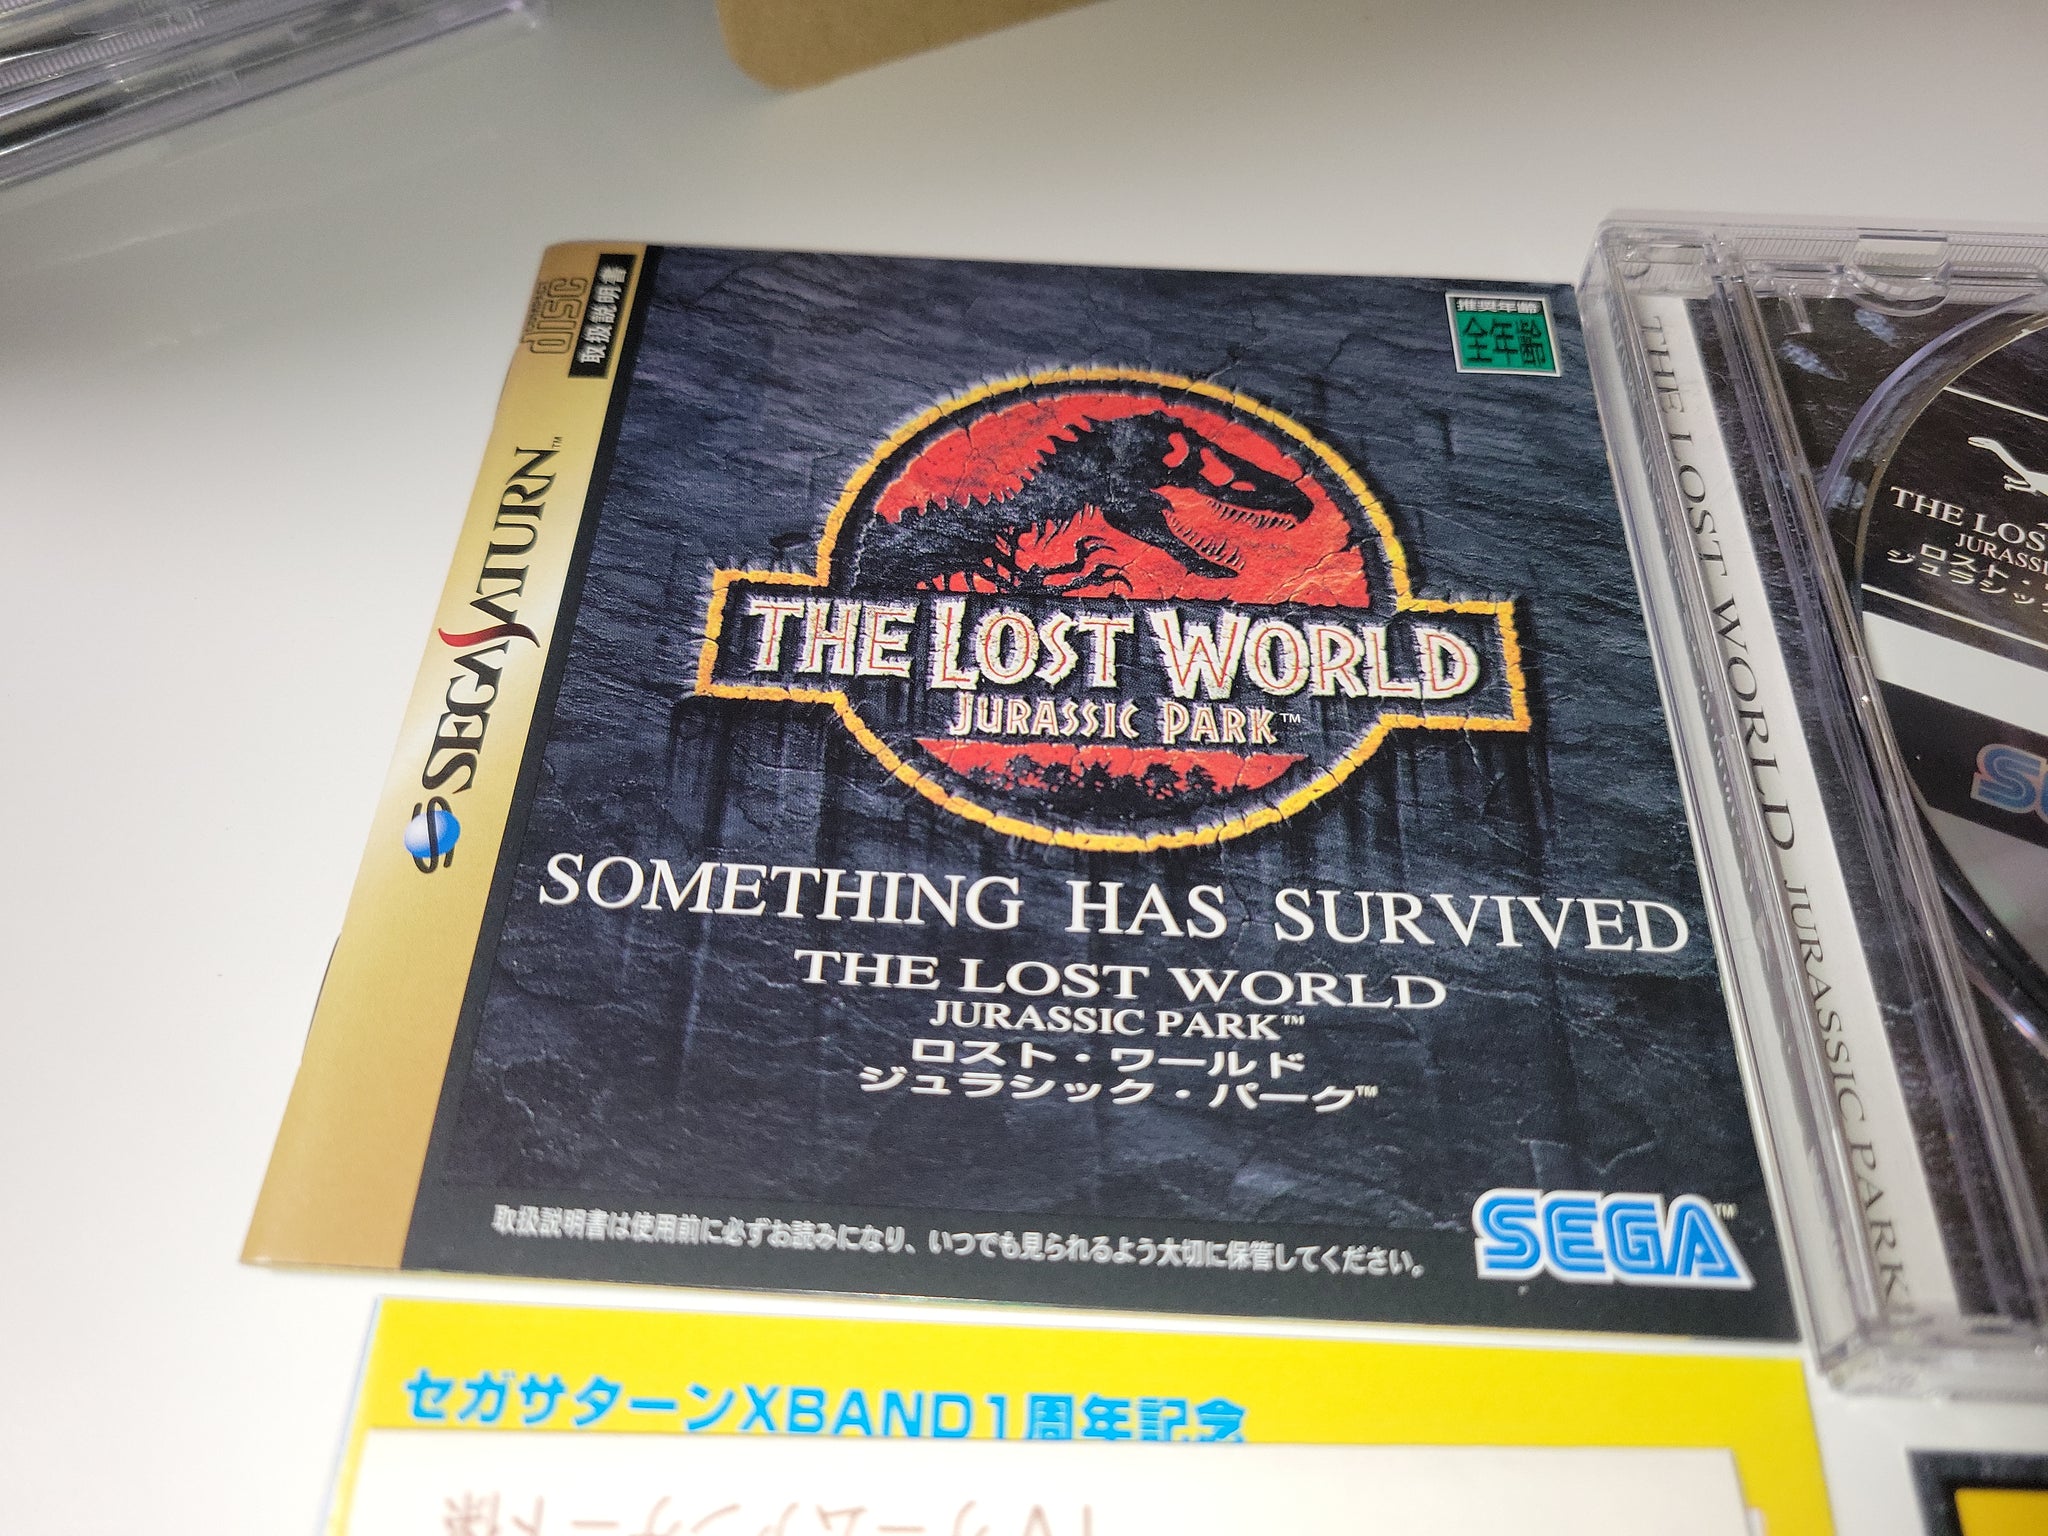 COMPACT
disc
取扱説明書
SEGA SATURN™
推奨年齢
全年齢
THE LOST WORLD
JURASSIC PARK™
SOMETHING HAS SURVIVED
THE LOST WORLD
JURASSIC PARK™
ロスト・ワールド
ジュラシック・パーク™
取扱説明書は使用前に必ずお読みになり、いつでも見られるよう大切に保管してください。
SEGA™
セガサターンXBAND1周年記念
THE LOST WORLD JURASSIC PARK
THE LOS
JURASSI
ロスト・
ジュラシッ
SE